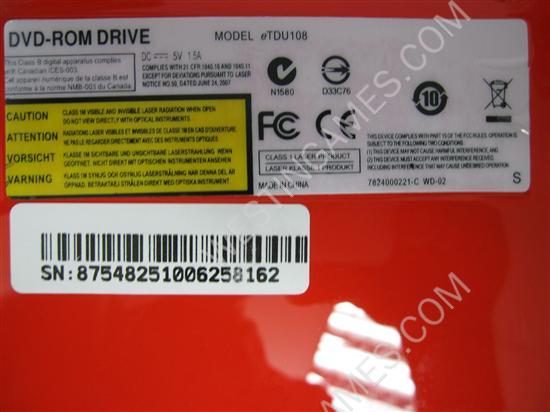 DVD-ROM DRIVE
MODEL eTDU108
This Class B digital apparatus complies
with Canadian ICES-003.
Cet appareil numérique de la classe B est
conforme à la norme NMB-003 du Canada.
DC 5V 1.5A
COMPLIES WITH 21 CFR 1040.10 AND 1040.11
EXCEPT FOR DEVIATIONS PURSUANT TO LASER
NOTICE NO.50, DATED JUNE 24, 2007
N1580
D33C76
10
CAUTION
CLASS 1M VISIBLE AND INVISIBLE LASER RADIATION WHEN OPEN
DO NOT VIEW DIRECTLY WITH OPTICAL INSTRUMENTS
ATTENTION
RADIATIONS LASER VISIBLES ET INVISIBLES DE CLASSE 1M EN CAS D'OUVERTURE.
NE PAS LE REGARDER DIRECTEMENT AVEC DES INSTRUMENTS OPTIQUES
VORSICHT
KLASSE 1M SICHTBARE UND UNSICHTBARE LASERSTRAHLUNG, WENN GEÖFFNET
NICHT DIREKT MIT OPTISCHEN INSTRUMENTEN ANSEHEN
VARNING
KLASS 1M SYNLIG OCH OSYNLIG LASERSTRÅLNING NÄR DENNA DEL
ÄR ÖPPNAD, BETRAKTAEJ STRÅLEN MED OPTISKA INSTRUMENT
FC CE
CLASS 1 LASER PRODUCT
LASER KLASSE 1 PRODUKT
MADE IN CHINA
THIS DEVICE COMPLIES WITH PART 15 OF THE FCC RULES. OPERATION IS
SUBJECT TO THE FOLLOWING TWO CONDITIONS:
(1) THIS DEVICE MAY NOT CAUSE HARMFUL INTERFERENCE, AND
(2) THIS DEVICE MUST ACCEPT ANY INTERFERENCE RECEIVED, INCLUDING
INTERFERENCE THAT MAY CAUSE UNDESIRED OPERATION
7824000221-C WD-02
S
SN:87548251006258162